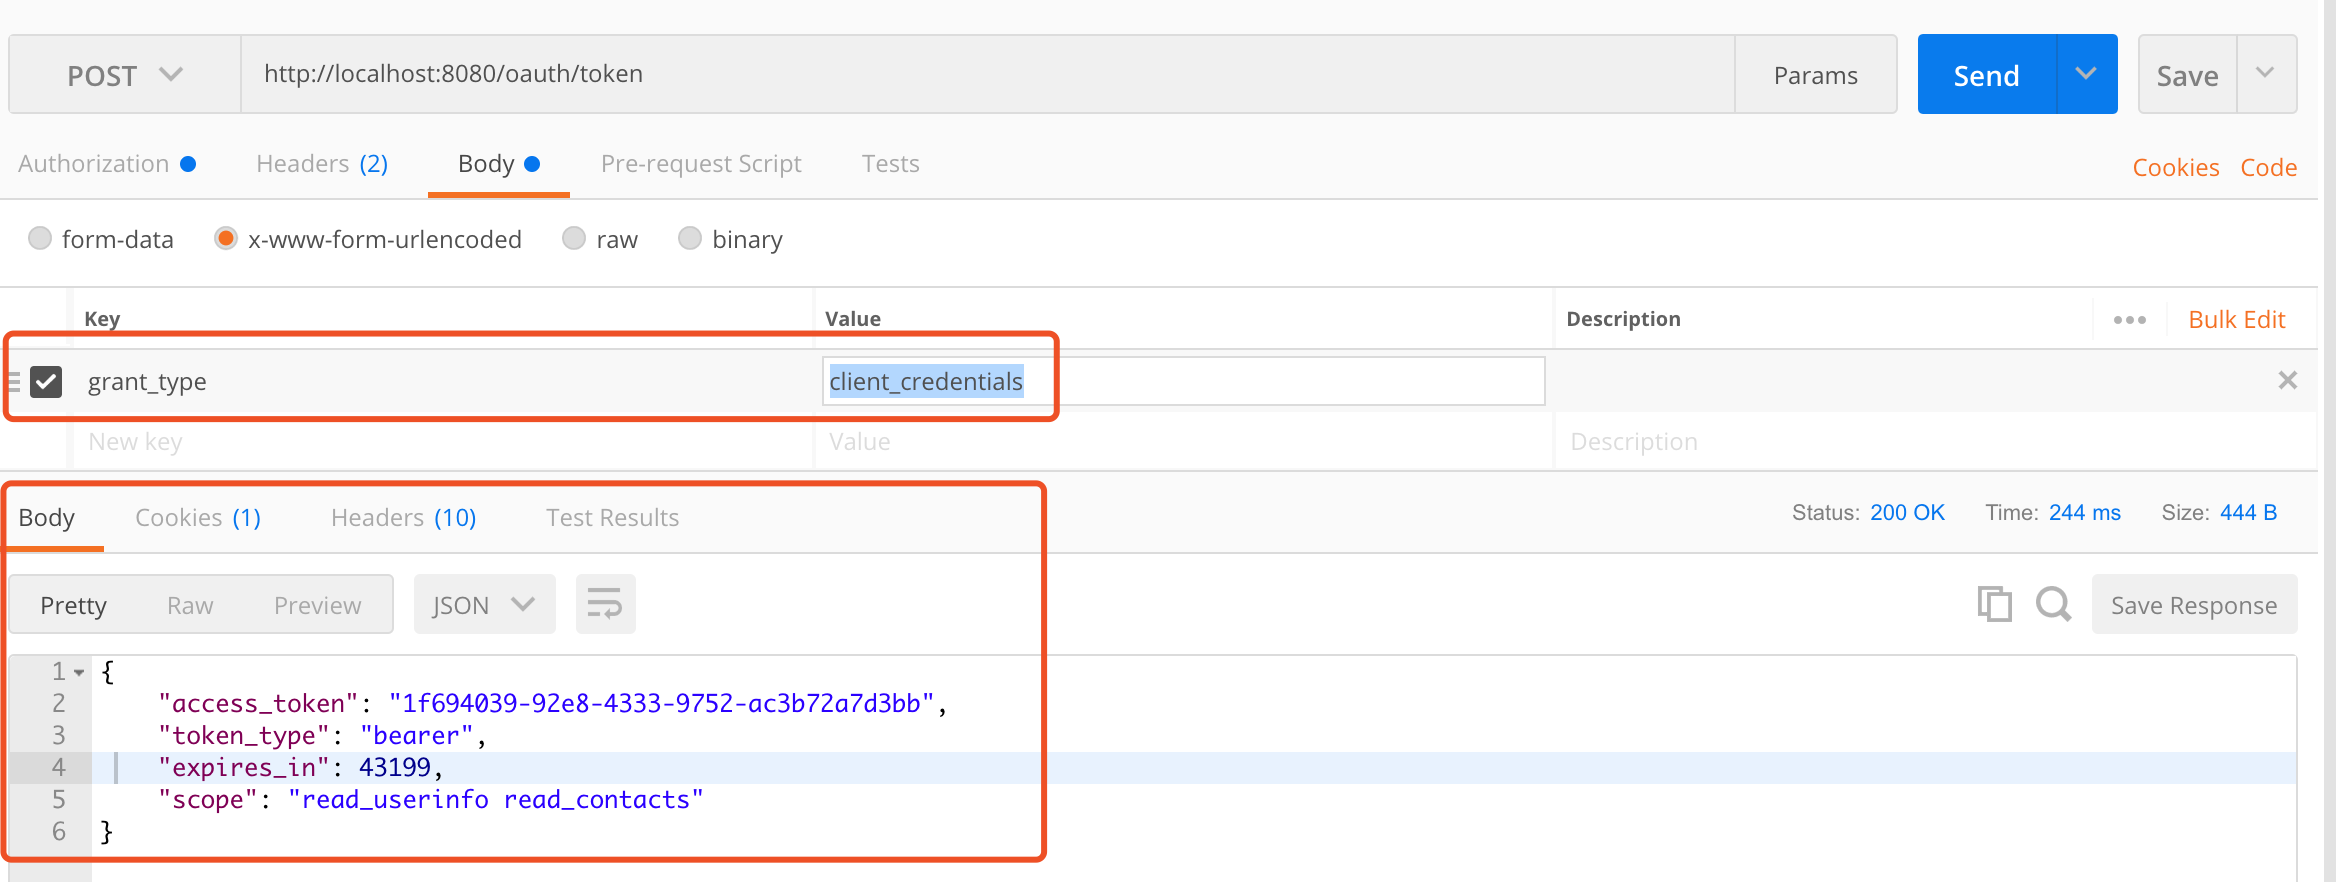 POST http://localhost:8080/oauth/token Params Send Save
Authorization Headers (2) Body Pre-request Script Tests Cookies Code
form-data x-www-form-urlencoded raw binary
Key Value Description Bulk Edit
grant_type client_credentials
New key Value Description
Body Cookies (1) Headers (10) Test Results Status: 200 OK Time: 244 ms Size: 444 B
Pretty Raw Preview JSON Save Response
1 {
2 "access_token": "1f694039-92e8-4333-9752-ac3b72a7d3bb",
3 "token_type": "bearer",
4 "expires_in": 43199,
5 "scope": "read_userinfo read_contacts"
6 }